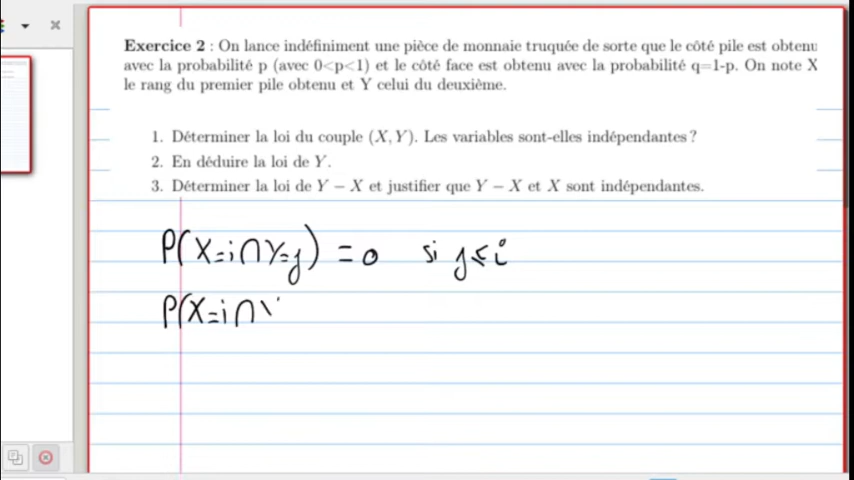 Exercice 2 : On lance indéfiniment une pièce de monnaie truquée de sorte que le côté pile est obtenu
avec la probabilité p (avec 0<p<1) et le côté face est obtenu avec la probabilité q=1-p. On note X
le rang du premier pile obtenu et Y celui du deuxième.
1. Déterminer la loi du couple (X, Y). Les variables sont-elles indépendantes ?
2. En déduire la loi de Y.
3. Déterminer la loi de Y − X et justifier que Y − X et X sont indépendantes.
P(X=i∩Y=j) = 0 si j⩽i
P(X=i∩